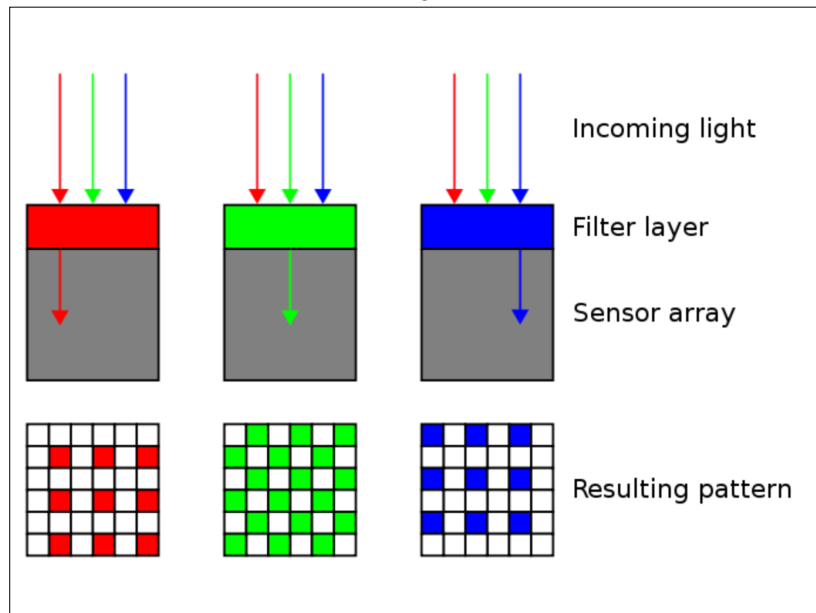 Incoming light
Filter layer
Sensor array
Resulting pattern